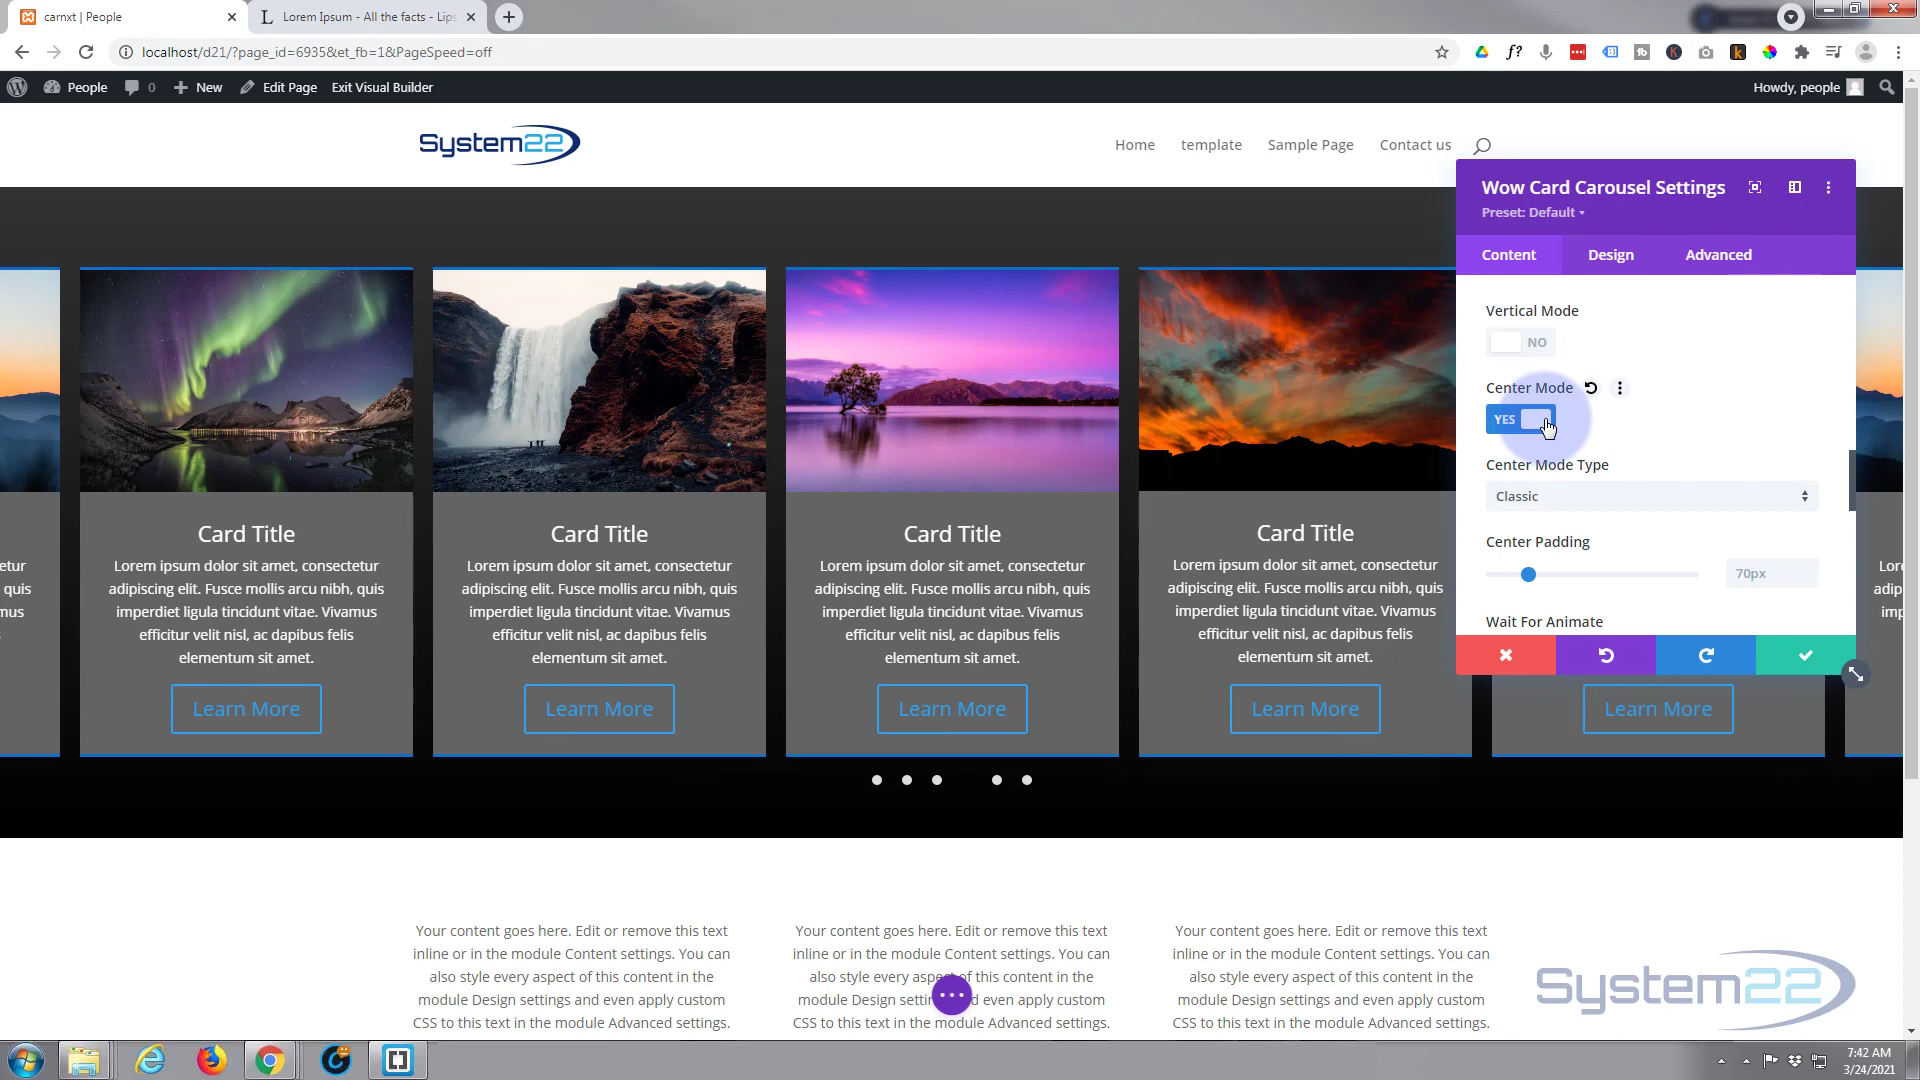 carnxt | People
Lorem Ipsum - All the facts - Lips
localhost/d21/?page_id=6935&et_fb=1&PageSpeed=off
People
0
New
Edit Page
Exit Visual Builder
Howdy, people
System22
Home
template
Sample Page
Contact us
Wow Card Carousel Settings
Preset: Default
Content
Design
Advanced
Vertical Mode
NO
Center Mode
YES
Center Mode Type
Classic
Center Padding
70px
Wait For Animate
etur
quis
mus
s
Card Title
Lorem ipsum dolor sit amet, consectetur
adipiscing elit. Fusce mollis arcu nibh, quis
imperdiet ligula tincidunt vitae. Vivamus
efficitur velit nisl, ac dapibus felis
elementum sit amet.
Learn More
Card Title
Lorem ipsum dolor sit amet, consectetur
adipiscing elit. Fusce mollis arcu nibh, quis
imperdiet ligula tincidunt vitae. Vivamus
efficitur velit nisl, ac dapibus felis
elementum sit amet.
Learn More
Card Title
Lorem ipsum dolor sit amet, consectetur
adipiscing elit. Fusce mollis arcu nibh, quis
imperdiet ligula tincidunt vitae. Vivamus
efficitur velit nisl, ac dapibus felis
elementum sit amet.
Learn More
Card Title
Lorem ipsum dolor sit amet, consectetur
adipiscing elit. Fusce mollis arcu nibh, quis
imperdiet ligula tincidunt vitae. Vivamus
efficitur velit nisl, ac dapibus felis
elementum sit amet.
Learn More
Learn More
Lore
adip
imp
Your content goes here. Edit or remove this text
inline or in the module Content settings. You can
also style every aspect of this content in the
module Design settings and even apply custom
CSS to this text in the module Advanced settings.
Your content goes here. Edit or remove this text
inline or in the module Content settings. You can
also style every aspect of this content in the
module Design settin d even apply custom
CSS to this text in the module Advanced settings.
Your content goes here. Edit or remove this text
inline or in the module Content settings. You can
also style every aspect of this content in the
module Design settings and even apply custom
CSS to this text in the module Advanced settings.
System22
7:42 AM
3/24/2021